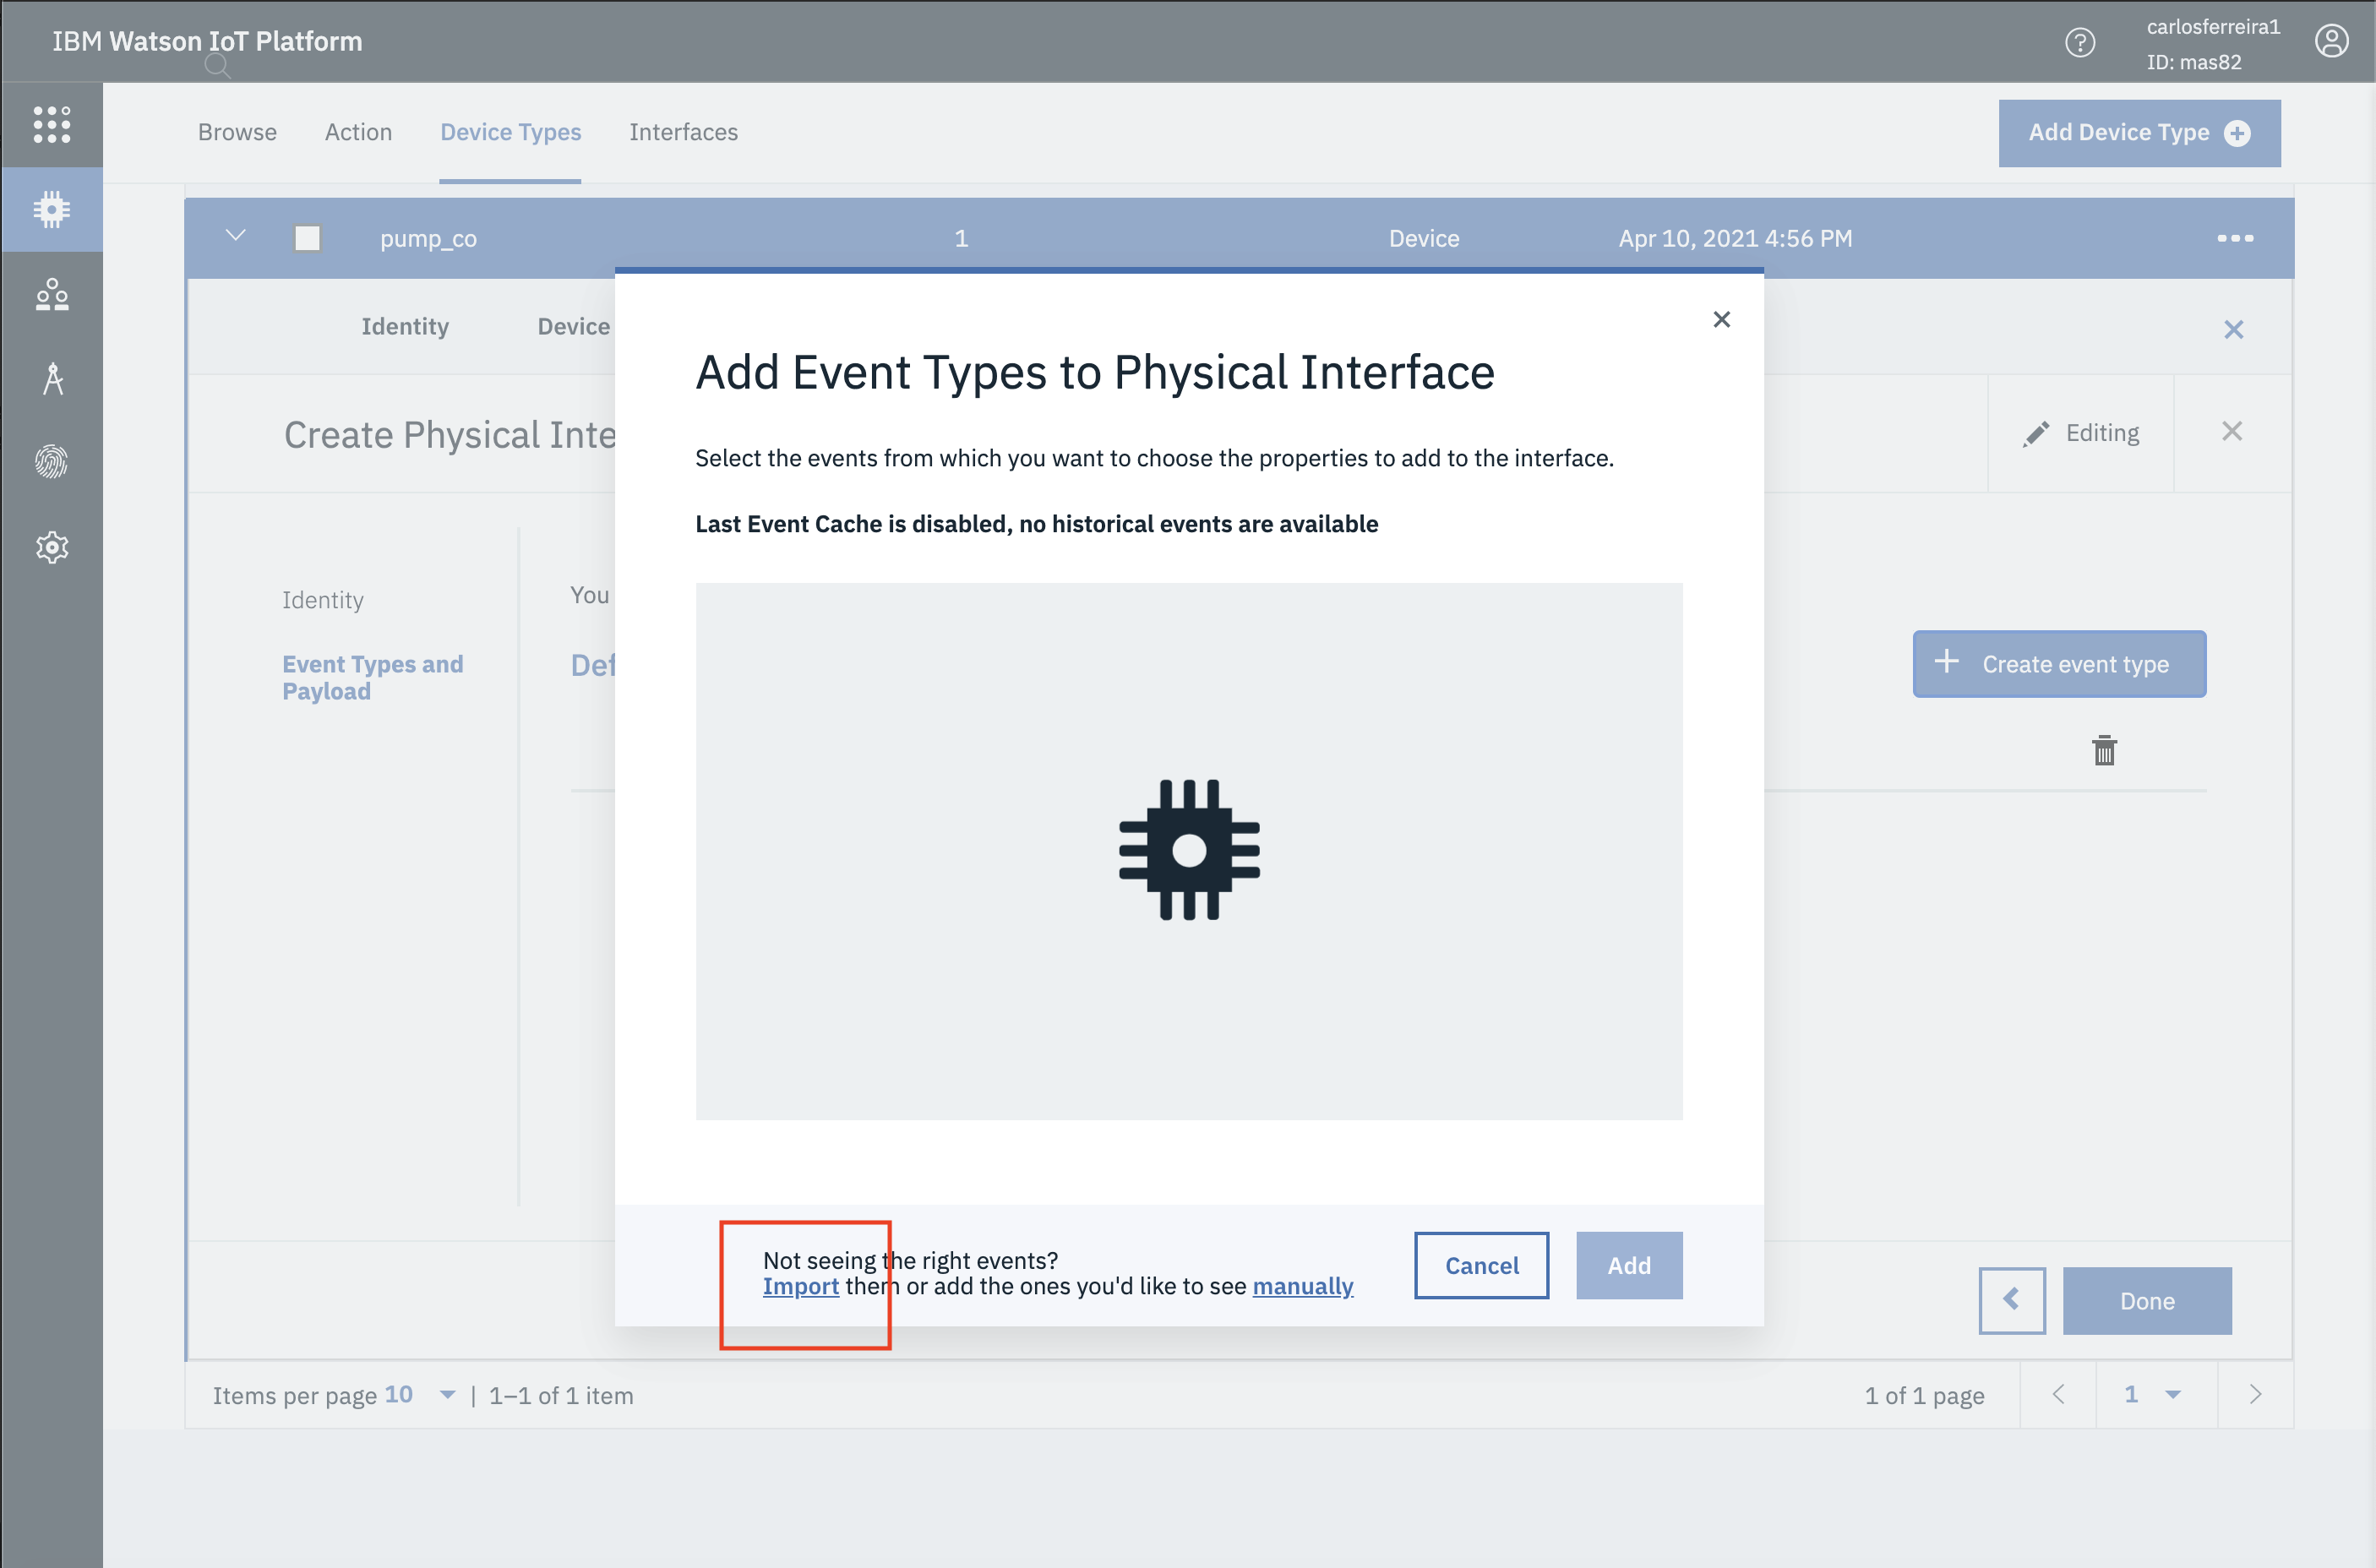 IBM Watson IoT Platform
carlosferreira1
ID: mas82
Browse
Action
Device Types
Interfaces
Add Device Type
pump_co
1
Device
Apr 10, 2021 4:56 PM
Identity
Device
Create Physical Inte
Editing
Add Event Types to Physical Interface
Select the events from which you want to choose the properties to add to the interface.
Last Event Cache is disabled, no historical events are available
Identity
Event Types and
Payload
You
Def
Create event type
Not seeing the right events?
Import them or add the ones you'd like to see manually
Cancel
Add
Done
Items per page 10
| 1–1 of 1 item
1 of 1 page
1